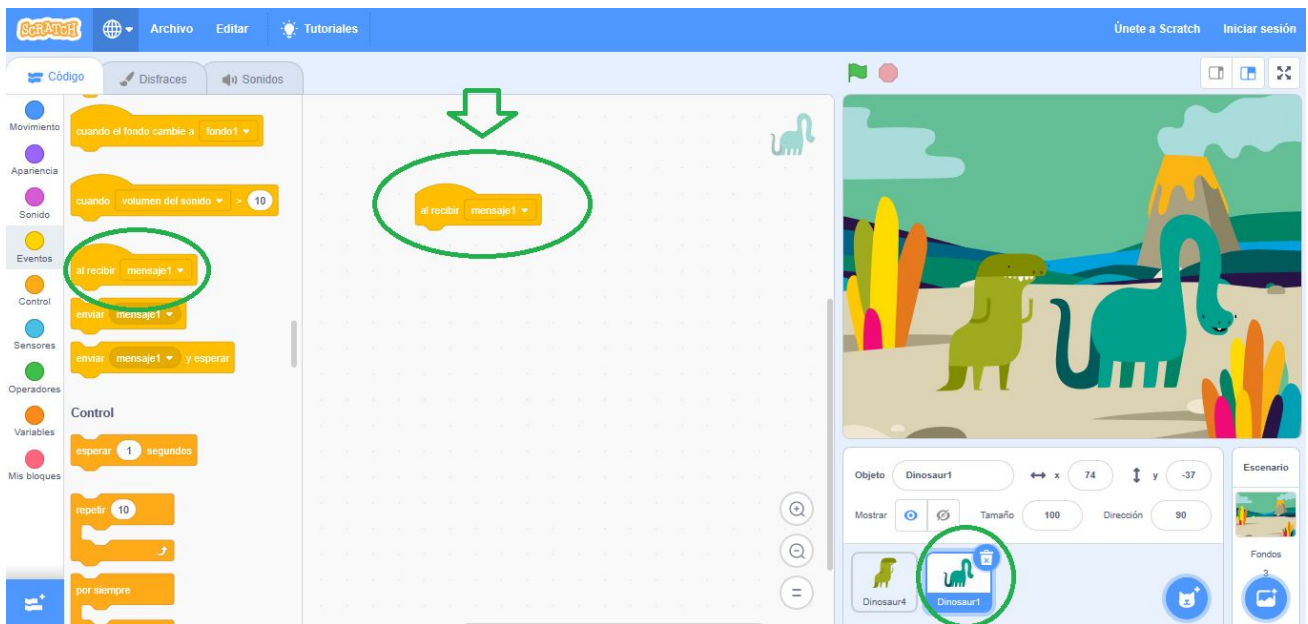 SCRATCH Archivo Editar Tutoriales Únete a Scratch Iniciar sesión
Código Disfraces Sonidos
Movimiento
Apariencia
Sonido
Eventos
Control
Sensores
Operadores
Variables
Mis bloques
cuando el fondo cambie a fondo1
cuando volumen del sonido > 10
al recibir mensaje1
enviar mensaje1
enviar mensaje1 y esperar
Control
esperar 1 segundos
repetir 10
por siempre
al recibir mensaje1
Objeto Dinosaur1 x 74 y -37
Mostrar Tamaño 100 Dirección 90
Dinosaur4 Dinosaur1
Escenario
Fondos
3